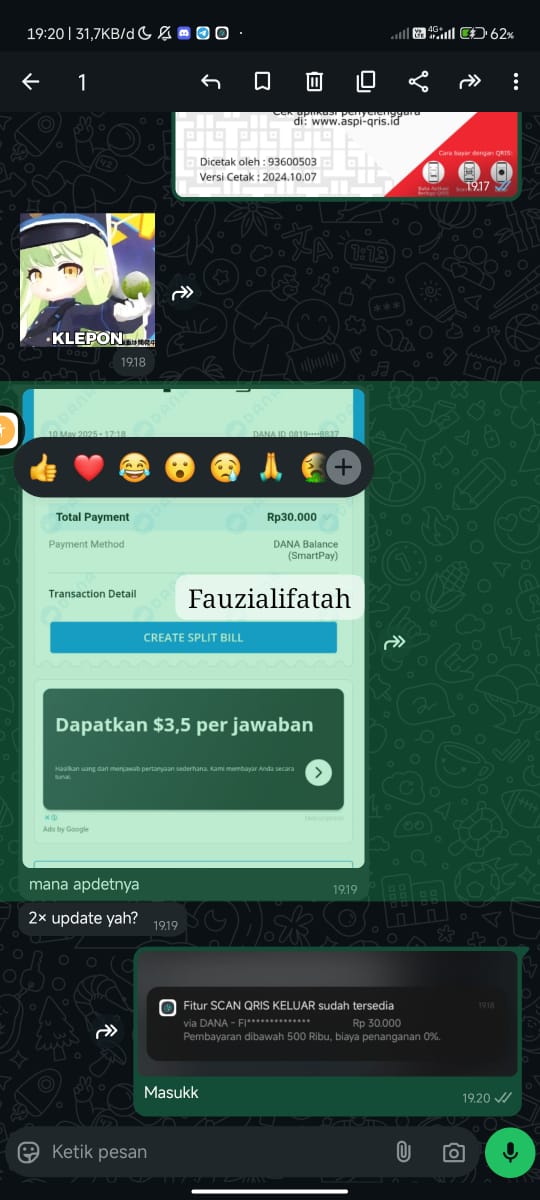 19:20 | 31,7KB/d
4G+
62%
1
Cek aplikasi penyelenggara
di: www.aspi-qris.id
Dicetak oleh : 93600503
Versi Cetak : 2024.10.07
Cara bayar dengan QRIS:
19.17
KLEPON
19.18
10 May 2025 • 17:18
DANA ID 0819····8837
Total Payment
Rp30.000
Payment Method
DANA Balance
(SmartPay)
Transaction Detail
Fauzialifatah
CREATE SPLIT BILL
Dapatkan $3,5 per jawaban
Hasilkan uang dari menjawab pertanyaan sederhana. Kami membayar Anda secara
tunai.
Ads by Google
mana apdetnya
19.19
2× update yah?
19.19
Fitur SCAN QRIS KELUAR sudah tersedia
19.18
via DANA - FI**************
Rp 30.000
Pembayaran dibawah 500 Ribu, biaya penanganan 0%.
Masukk
19.20
Ketik pesan